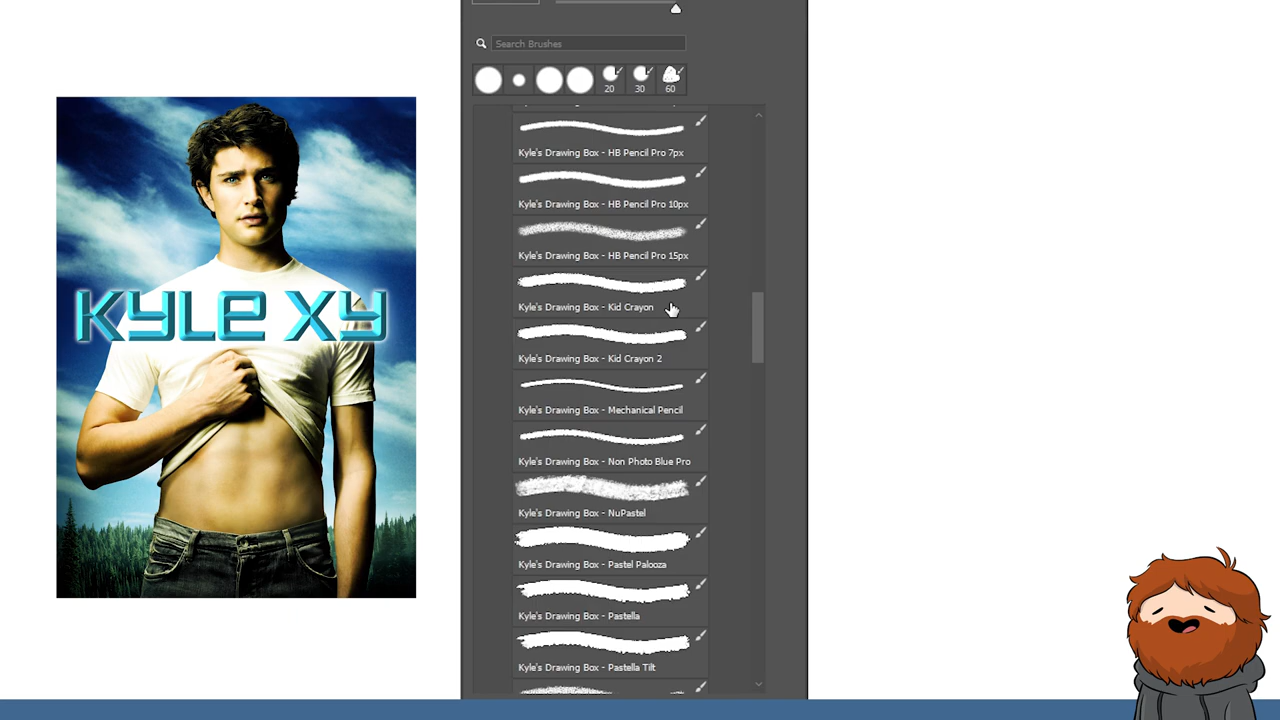 KYLE XY
Search Brushes
20 30 60
Kyle's Drawing Box - HB Pencil Pro 7px
Kyle's Drawing Box - HB Pencil Pro 10px
Kyle's Drawing Box - HB Pencil Pro 15px
Kyle's Drawing Box - Kid Crayon
Kyle's Drawing Box - Kid Crayon 2
Kyle's Drawing Box - Mechanical Pencil
Kyle's Drawing Box - Non Photo Blue Pro
Kyle's Drawing Box - NuPastel
Kyle's Drawing Box - Pastel Palooza
Kyle's Drawing Box - Pastella
Kyle's Drawing Box - Pastella Tilt